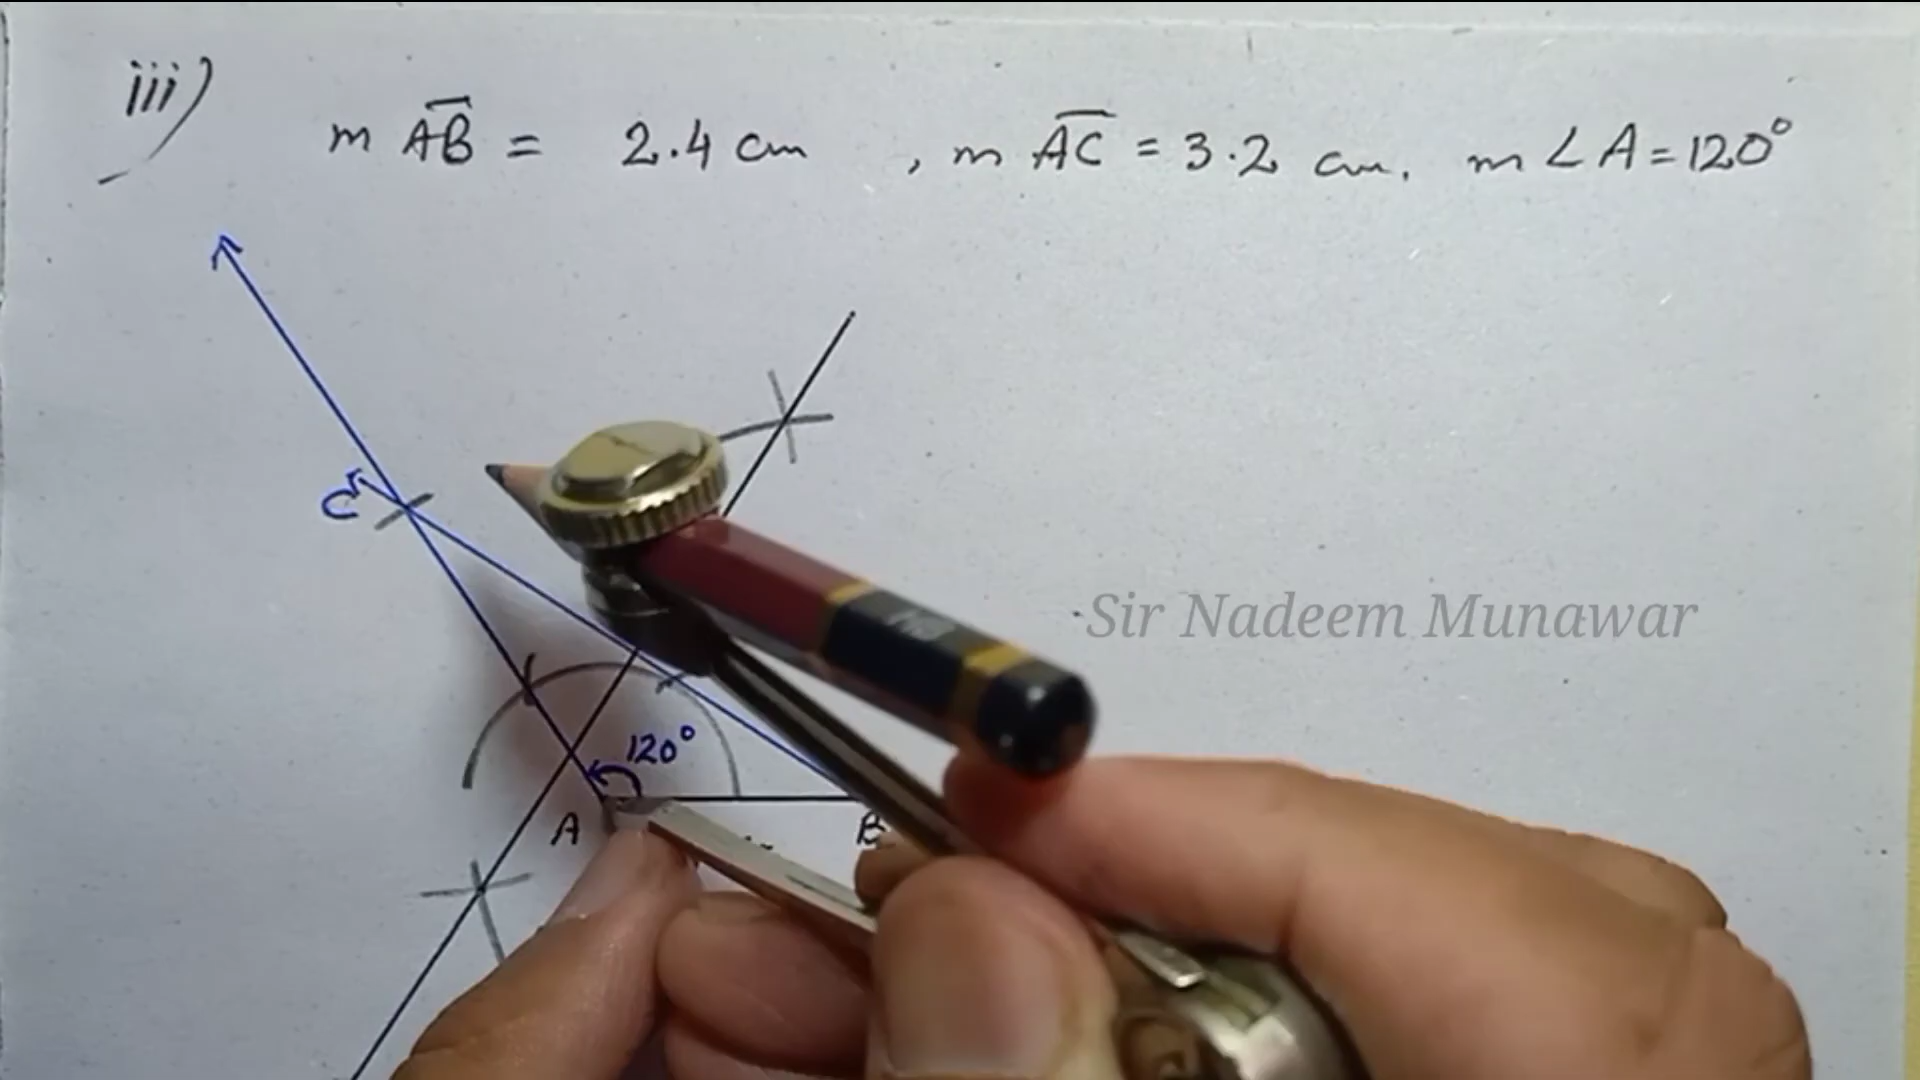 iii)
m AB = 2.4 cm , m AC = 3.2 cm. m ∠A = 120°
C
Sir Nadeem Munawar
120°
A B